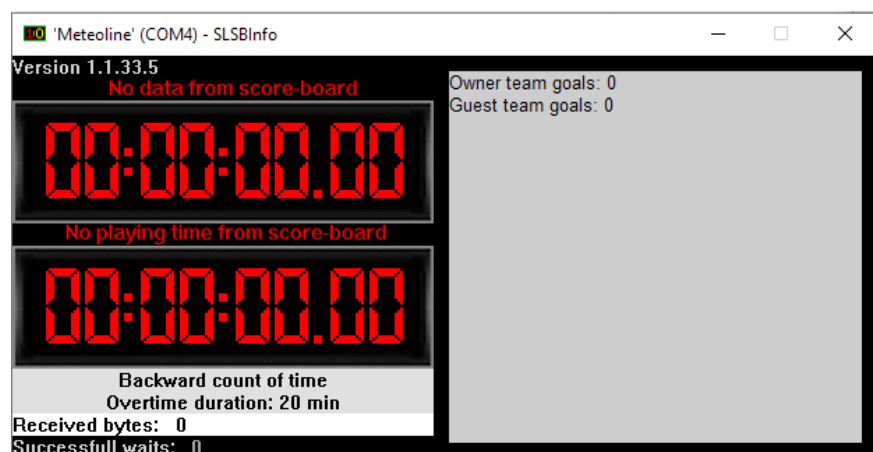 'Meteoline' (COM4) - SLSBInfo
Version 1.1.33.5
No data from score-board
00:00:00.00
No playing time from score-board
00:00:00.00
Backward count of time
Overtime duration: 20 min
Received bytes: 0
Successfull waits: 0
Owner team goals: 0
Guest team goals: 0